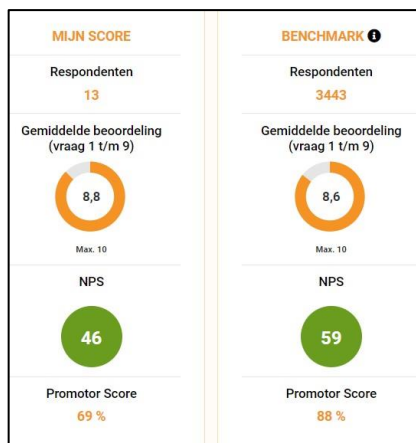 MIJN SCORE
Respondenten
13
Gemiddelde beoordeling
(vraag 1 t/m 9)
8,8
Max. 10
NPS
46
Promotor Score
69 %
BENCHMARK i
Respondenten
3443
Gemiddelde beoordeling
(vraag 1 t/m 9)
8,6
Max. 10
NPS
59
Promotor Score
88 %